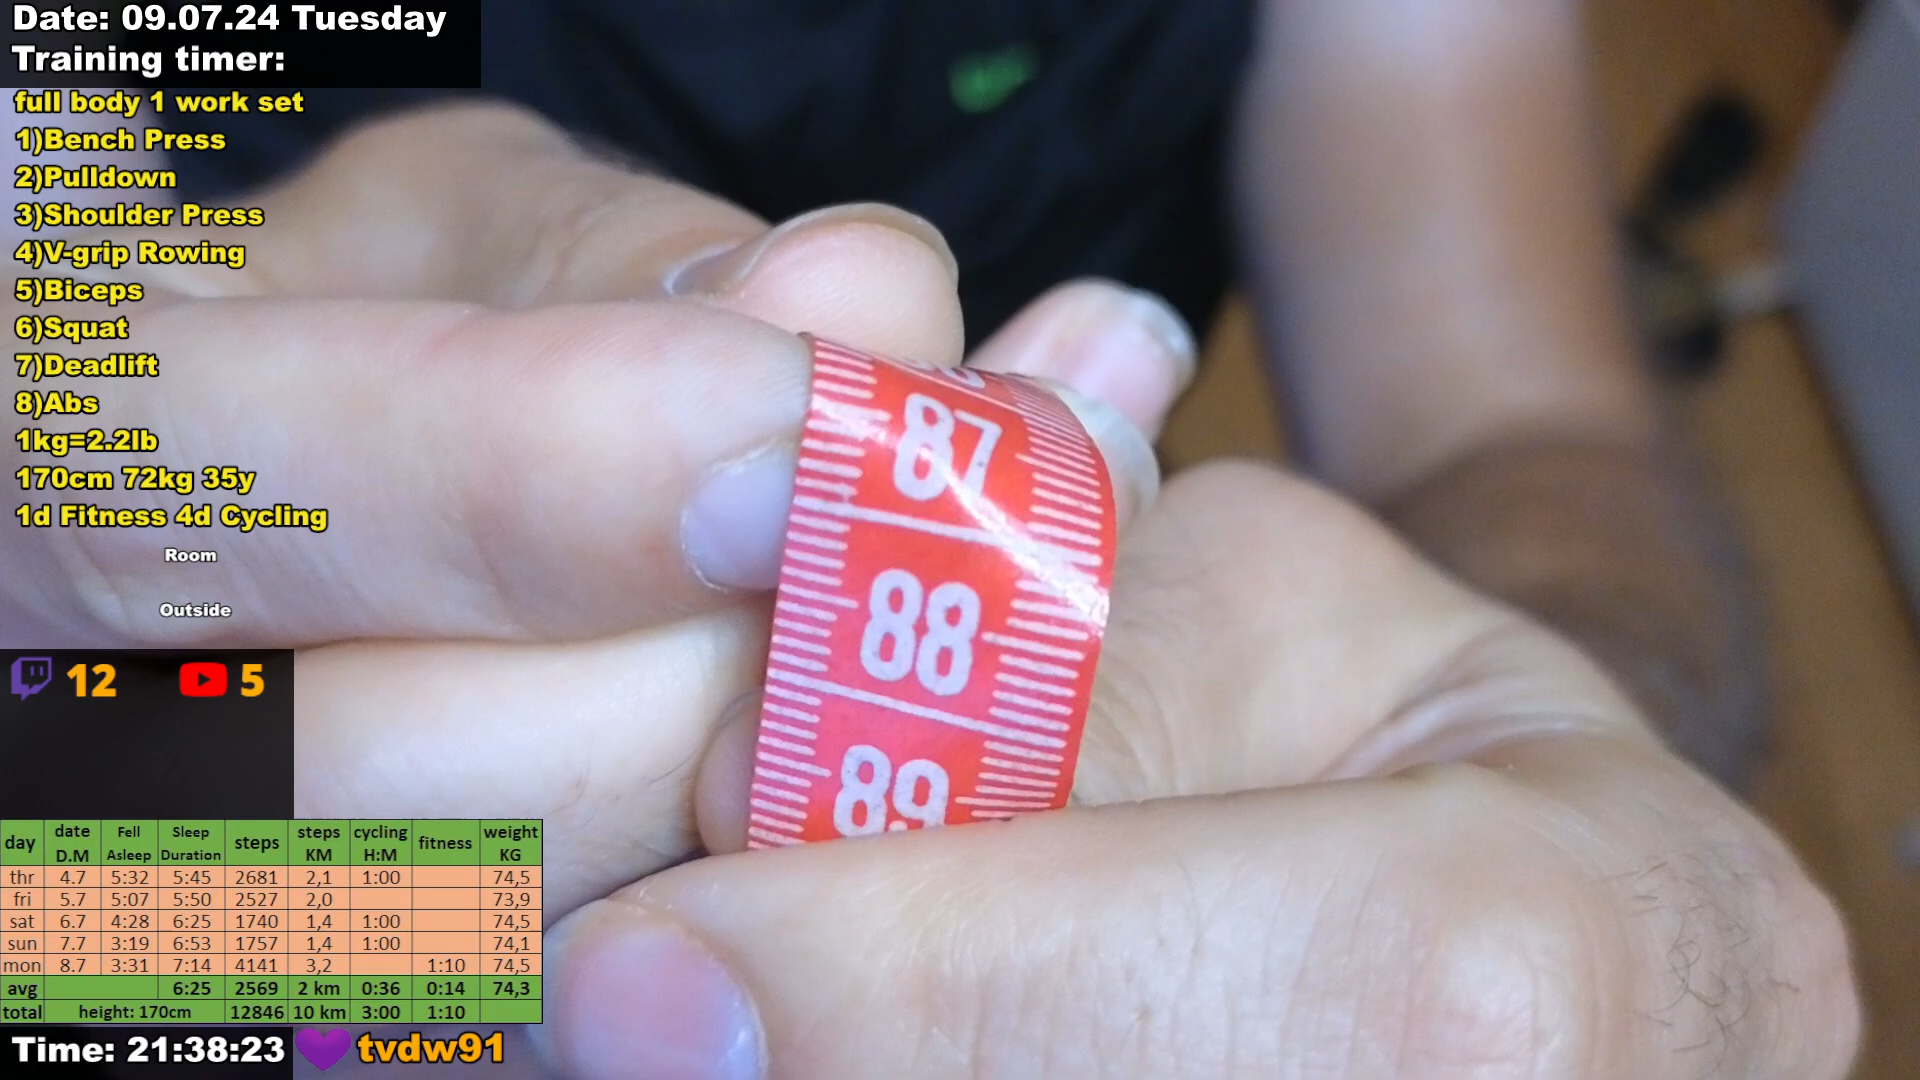 Date: 09.07.24 Tuesday
Training timer:
full body 1 work set
1)Bench Press
2)Pulldown
3)Shoulder Press
4)V-grip Rowing
5)Biceps
6)Squat
7)Deadlift
8)Abs
1kg=2.2lb
170cm 72kg 35y
1d Fitness 4d Cycling
Room
Outside
12 5
87
88
89
day date D.M Fell Asleep Sleep Duration steps steps KM cycling H:M fitness weight KG
thr 4.7 5:32 5:45 2681 2,1 1:00 74,5
fri 5.7 5:07 5:50 2527 2,0 73,9
sat 6.7 4:28 6:25 1740 1,4 1:00 74,5
sun 7.7 3:19 6:53 1757 1,4 1:00 74,1
mon 8.7 3:31 7:14 4141 3,2 1:10 74,5
avg 6:25 2569 2 km 0:36 0:14 74,3
total height: 170cm 12846 10 km 3:00 1:10
Time: 21:38:23 tvdw91